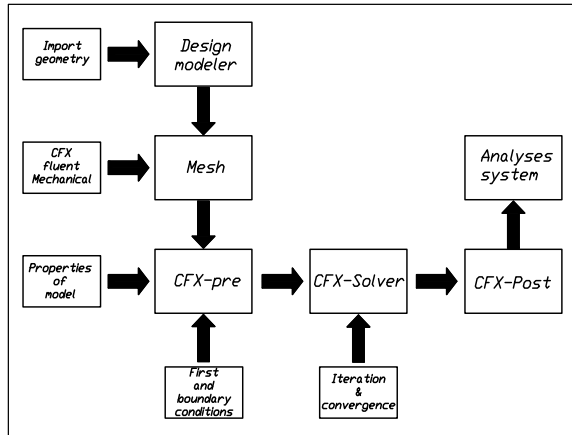 Import
geometry
Design
modeler
CFX
fluent
Mechanical
Mesh
Analyses
system
Properties
of
model
CFX-pre
CFX-Solver
CFX-Post
First
and
boundary
conditions
Iteration
&
convergence